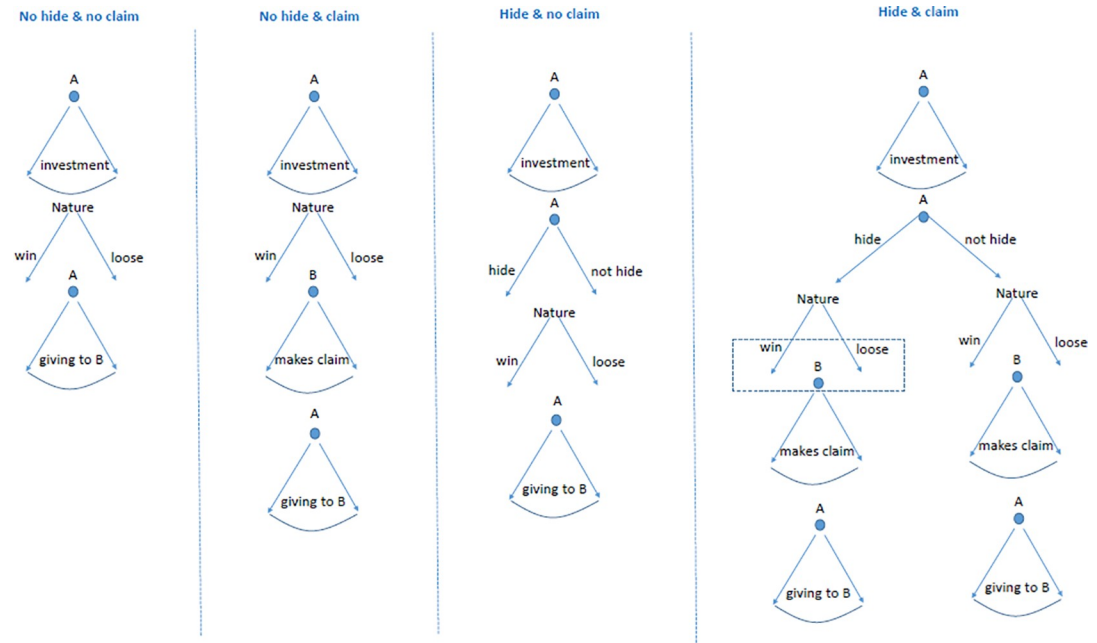 No hide & no claim
A
investment
Nature
win
loose
A
giving to B
No hide & claim
A
investment
Nature
win
loose
B
makes claim
A
giving to B
Hide & no claim
A
investment
A
hide
not hide
Nature
win
loose
A
giving to B
Hide & claim
A
investment
A
hide
not hide
Nature
win
loose
B
makes claim
A
giving to B
Nature
win
loose
B
makes claim
A
giving to B